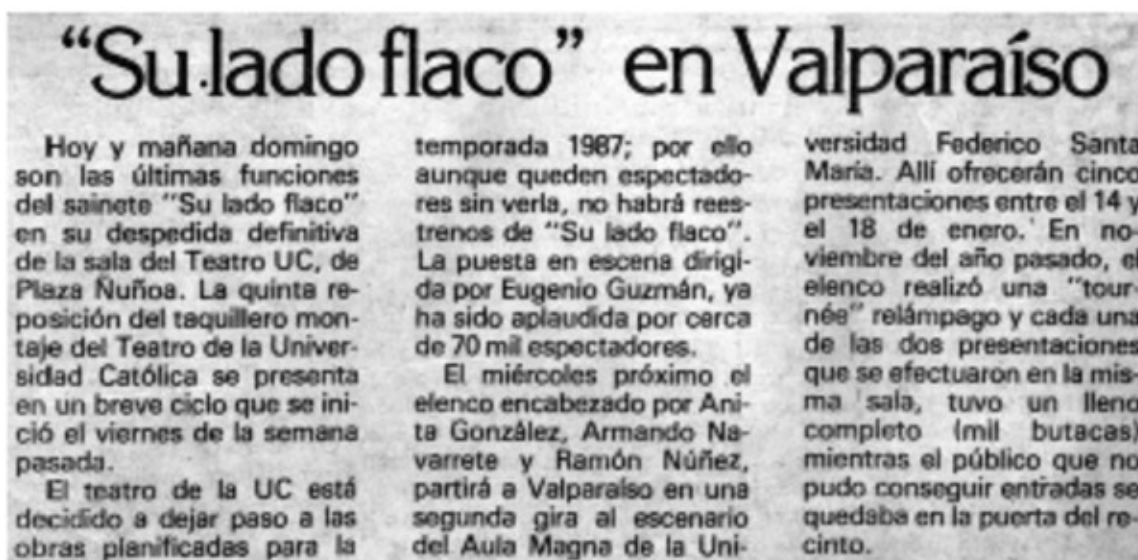 “Su lado flaco” en Valparaíso
Hoy y mañana domingo
son las últimas funciones
del sainete “Su lado flaco”
en su despedida definitiva
de la sala del Teatro UC, de
Plaza Ñuñoa. La quinta re-
posición del taquillero mon-
taje del Teatro de la Univer-
sidad Católica se presenta
en un breve ciclo que se ini-
ció el viernes de la semana
pasada.
El teatro de la UC está
decidido a dejar paso a las
obras planificadas para la
temporada 1987; por ello
aunque queden espectado-
res sin verla, no habrá rees-
trenos de “Su lado flaco”.
La puesta en escena dirigi-
da por Eugenio Guzmán, ya
ha sido aplaudida por cerca
de 70 mil espectadores.
El miércoles próximo el
elenco encabezado por Ani-
ta González, Armando Na-
varrete y Ramón Núñez,
partirá a Valparaíso en una
segunda gira al escenario
del Aula Magna de la Uni-
versidad Federico Santa
María. Allí ofrecerán cinco
presentaciones entre el 14 y
el 18 de enero. En no-
viembre del año pasado, el
elenco realizó una “tour-
née” relámpago y cada una
de las dos presentaciones
que se efectuaron en la mis-
ma sala, tuvo un lleno
completo (mil butacas)
mientras el público que no
pudo conseguir entradas se
quedaba en la puerta del re-
cinto.